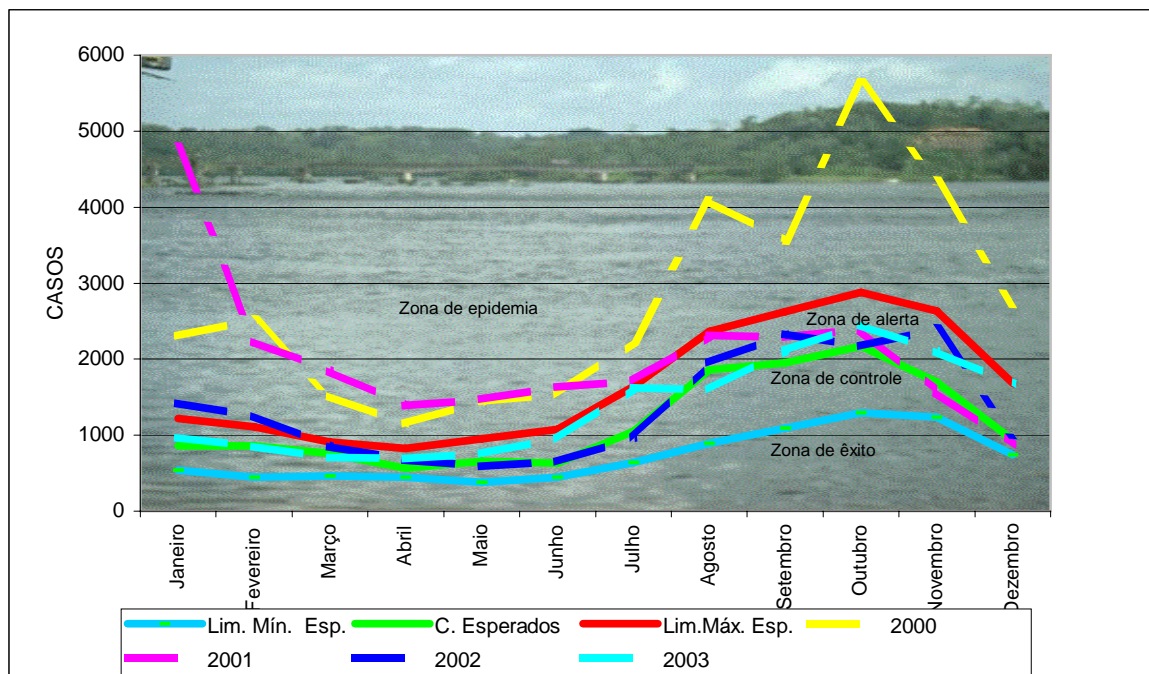 6000
5000
4000
3000
2000
1000
0
CASOS
Zona de epidemia
Zona de alerta
Zona de controle
Zona de êxito
Janeiro
Fevereiro
Março
Abril
Maio
Junho
Julho
Agosto
Setembro
Outubro
Novembro
Dezembro
Lim. Mín. Esp. C. Esperados Lim.Máx. Esp. 2000
2001 2002 2003